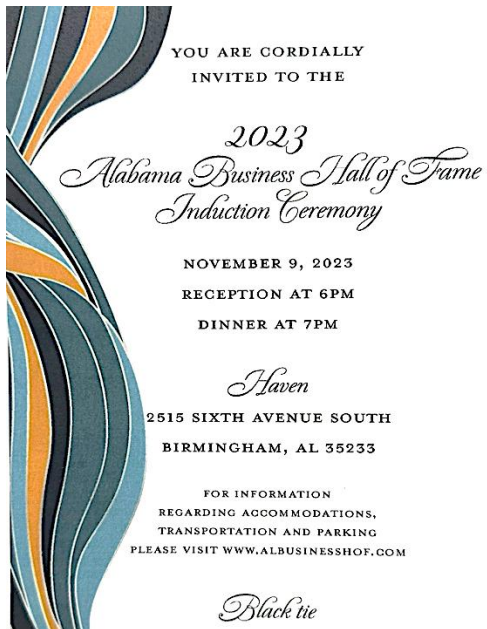 YOU ARE CORDIALLY
INVITED TO THE
2023
Alabama Business Hall of Fame
Induction Ceremony
NOVEMBER 9, 2023
RECEPTION AT 6PM
DINNER AT 7PM
Haven
2515 SIXTH AVENUE SOUTH
BIRMINGHAM, AL 35233
FOR INFORMATION
REGARDING ACCOMMODATIONS,
TRANSPORTATION AND PARKING
PLEASE VISIT WWW.ALBUSINESSHOF.COM
Black tie